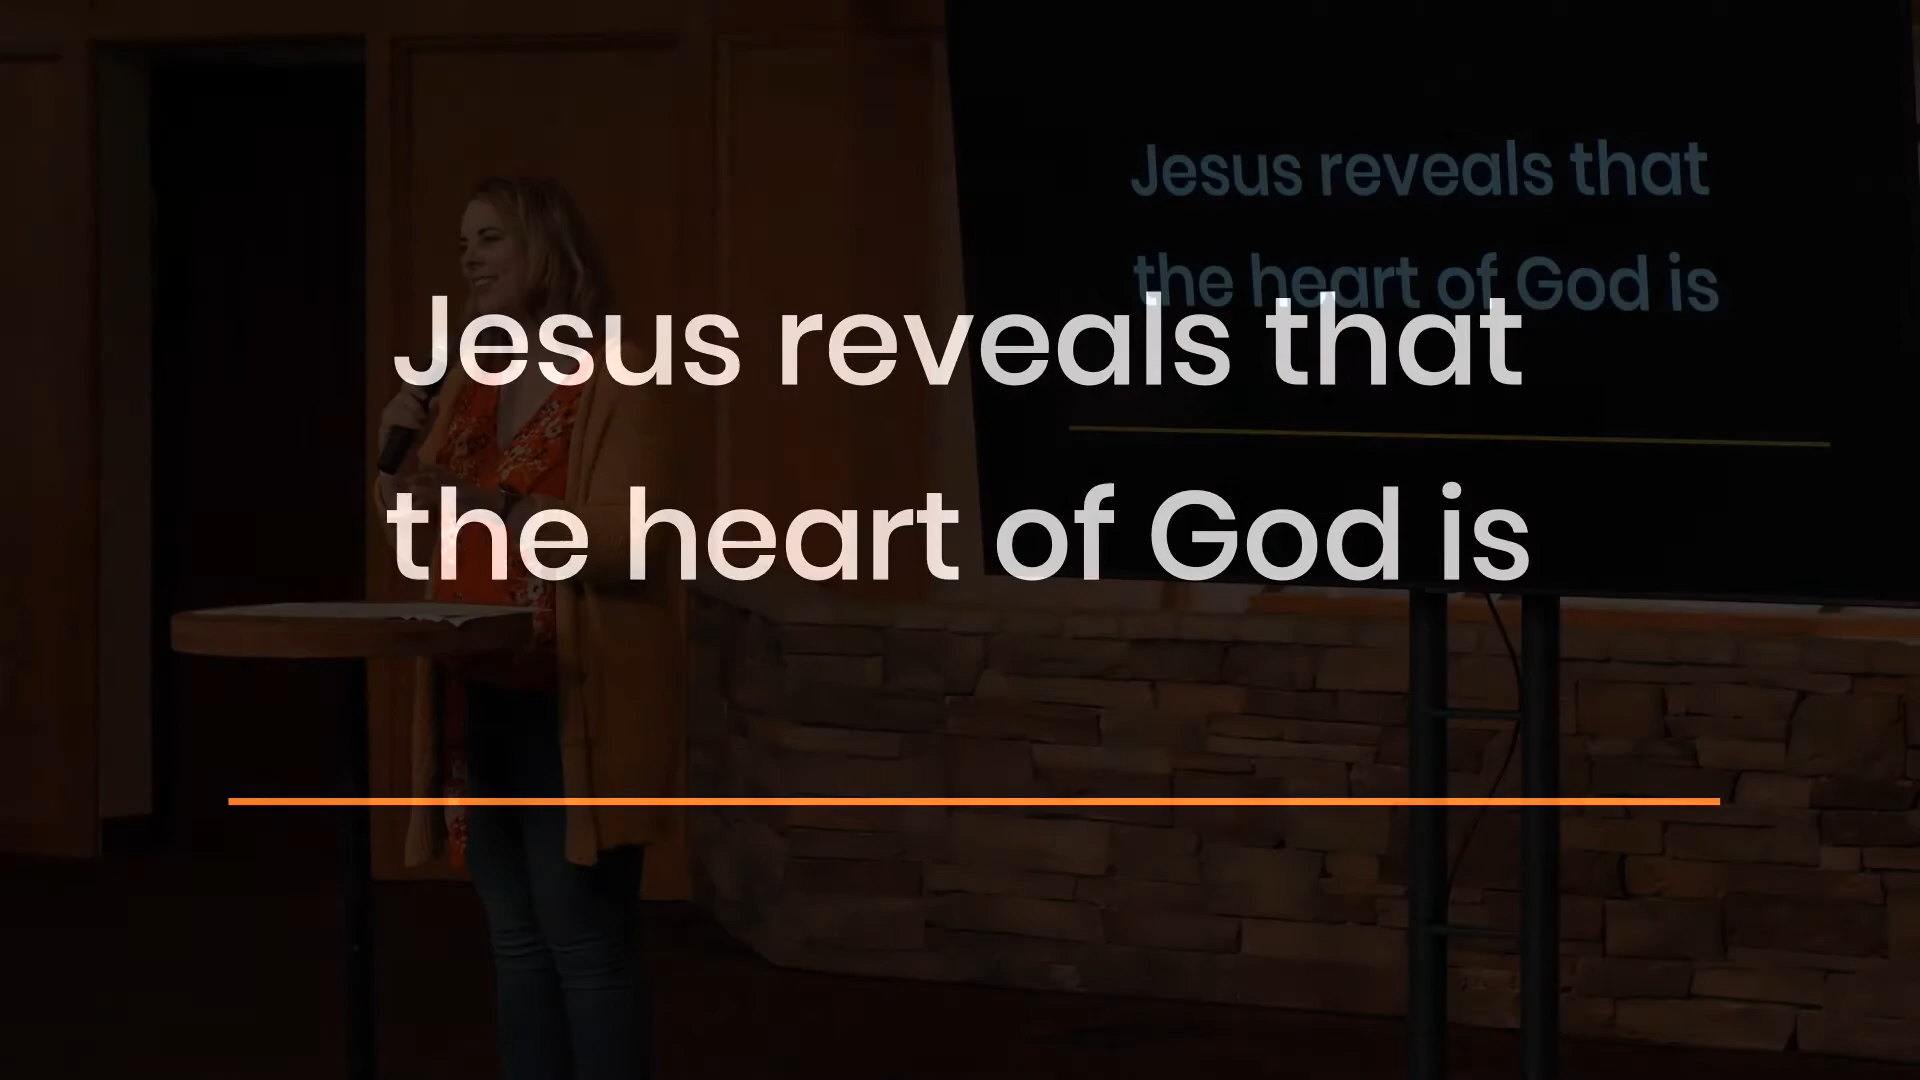 Jesus reveals that
the heart of God is
Jesus reveals that
the heart of God is